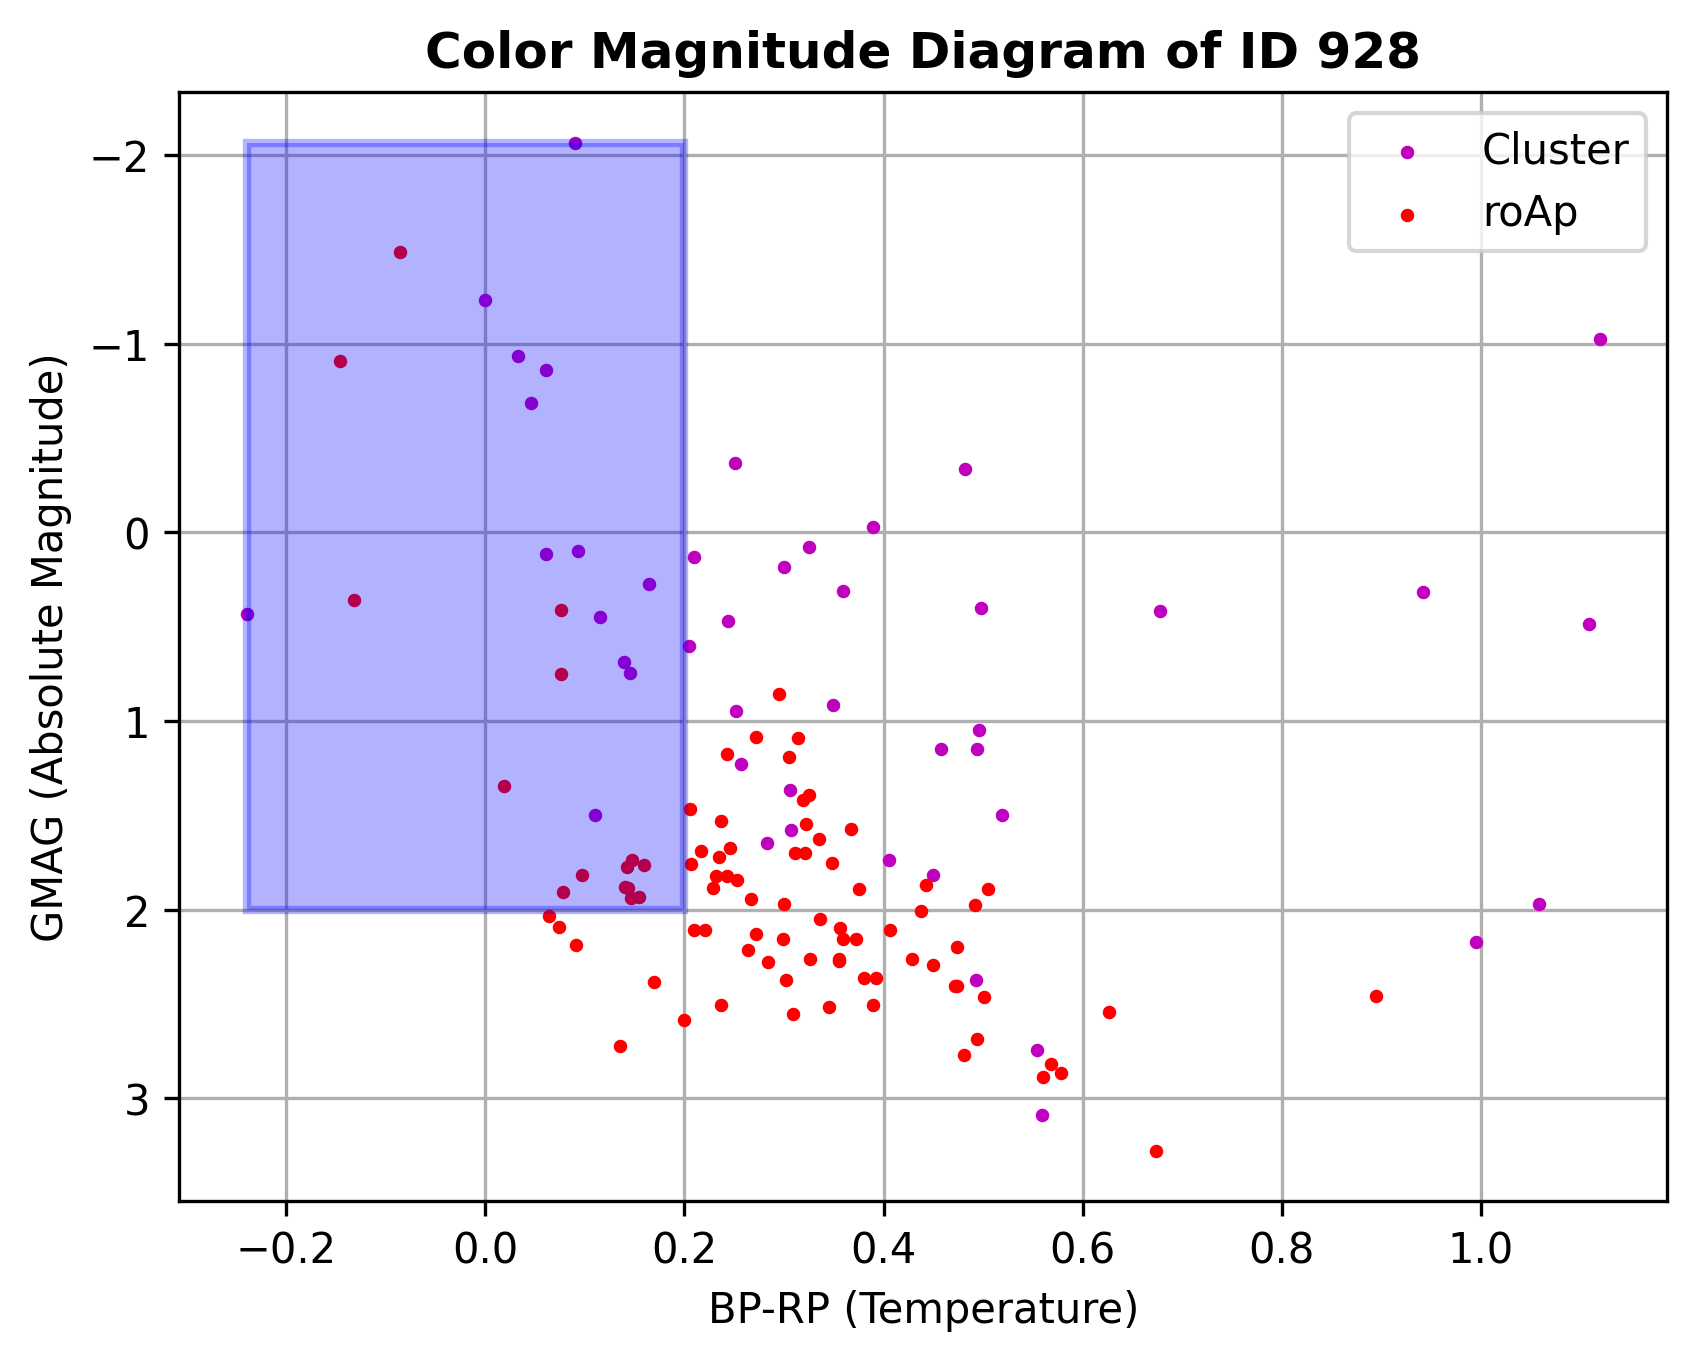 Color Magnitude Diagram of ID 928
Cluster
roAp
GMAG (Absolute Magnitude)
−2
−1
0
1
2
3
−0.2 0.0 0.2 0.4 0.6 0.8 1.0
BP-RP (Temperature)